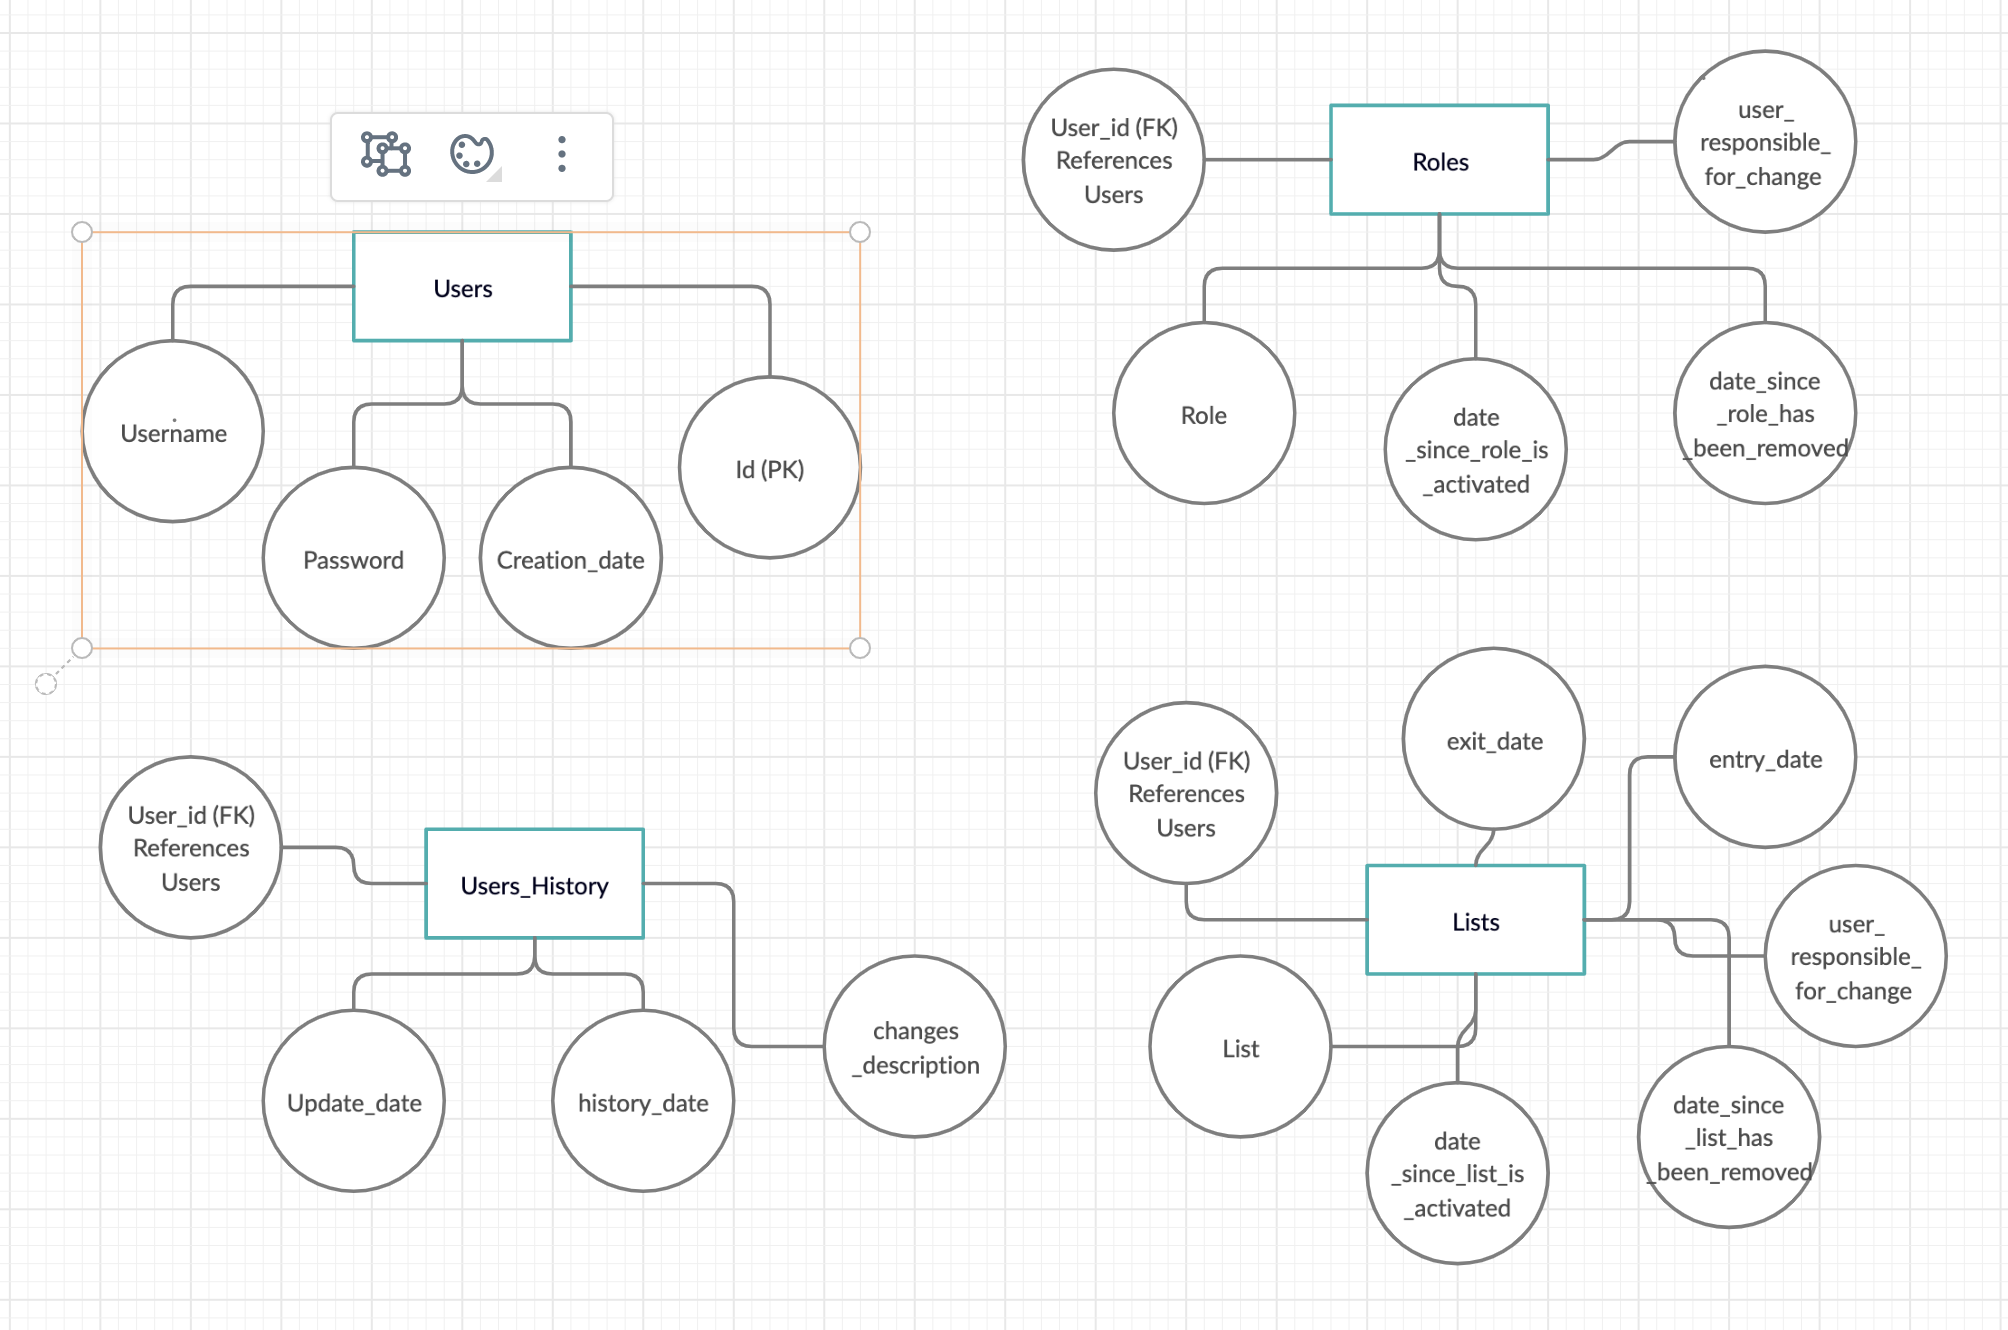 Users
Username
Password
Creation_date
Id (PK)
User_id (FK)
References
Users
Roles
user_
responsible_
for_change
Role
date
_since_role_is
_activated
date_since
_role_has
_been_removed
User_id (FK)
References
Users
Users_History
Update_date
history_date
changes
_description
User_id (FK)
References
Users
exit_date
entry_date
Lists
user_
responsible_
for_change
List
date
_since_list_is
_activated
date_since
_list_has
_been_removed